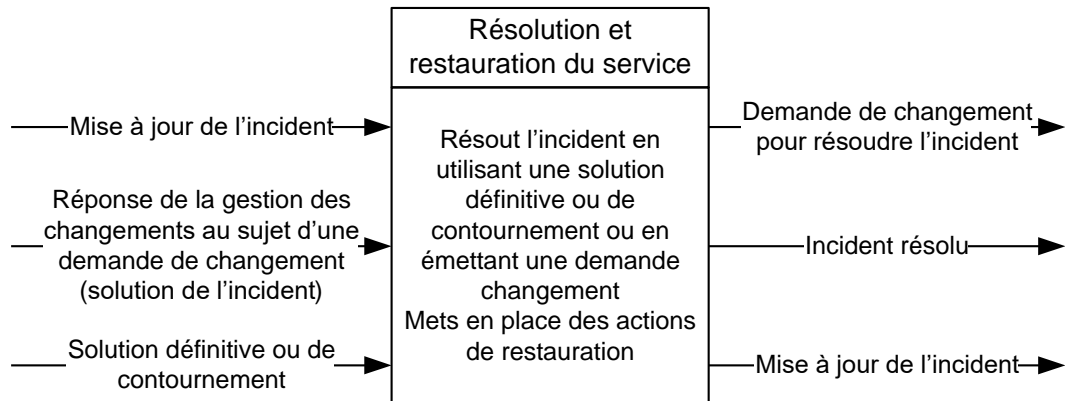 Résolution et
restauration du service
Mise à jour de l’incident
Réponse de la gestion des
changements au sujet d’une
demande de changement
(solution de l’incident)
Solution définitive ou de
contournement
Résout l’incident en
utilisant une solution
définitive ou de
contournement ou en
émettant une demande
changement
Mets en place des actions
de restauration
Demande de changement
pour résoudre l’incident
Incident résolu
Mise à jour de l’incident